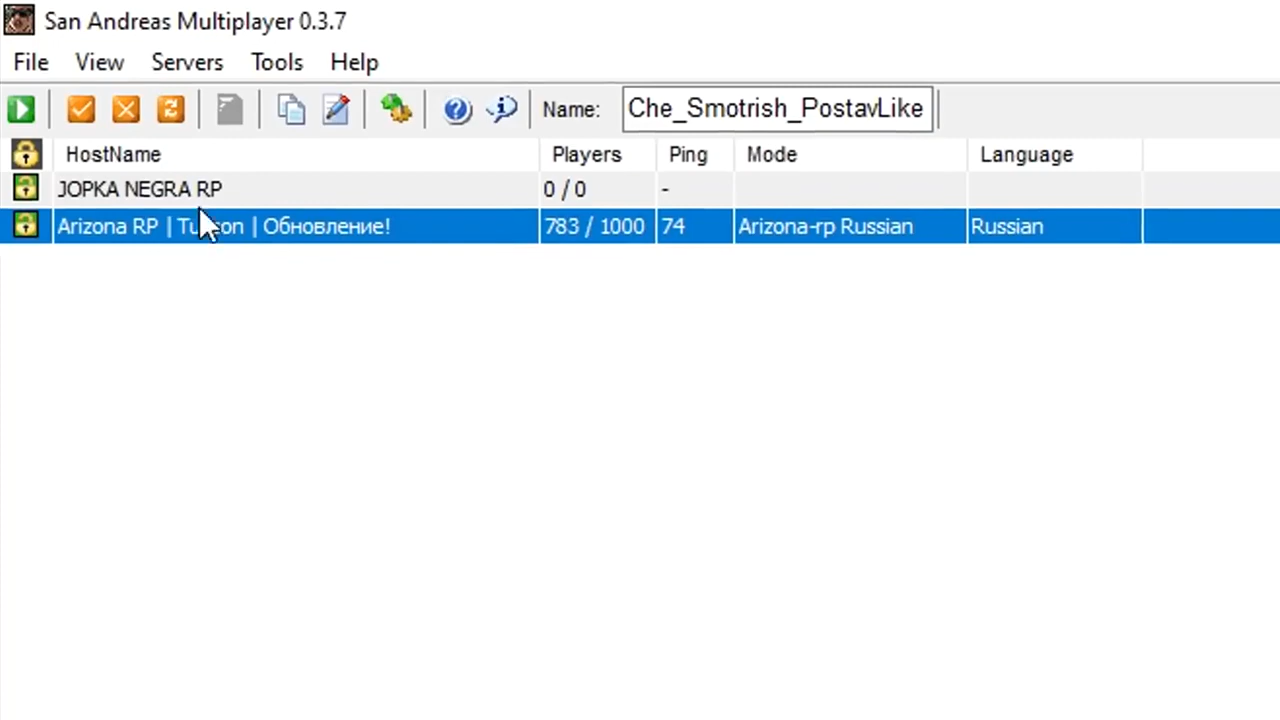 San Andreas Multiplayer 0.3.7
File View Servers Tools Help
Name: Che_Smotrish_PostavLike
HostName Players Ping Mode Language
JOPKA NEGRA RP 0 / 0 -
Arizona RP | Tucson | Обновление! 783 / 1000 74 Arizona-rp Russian Russian